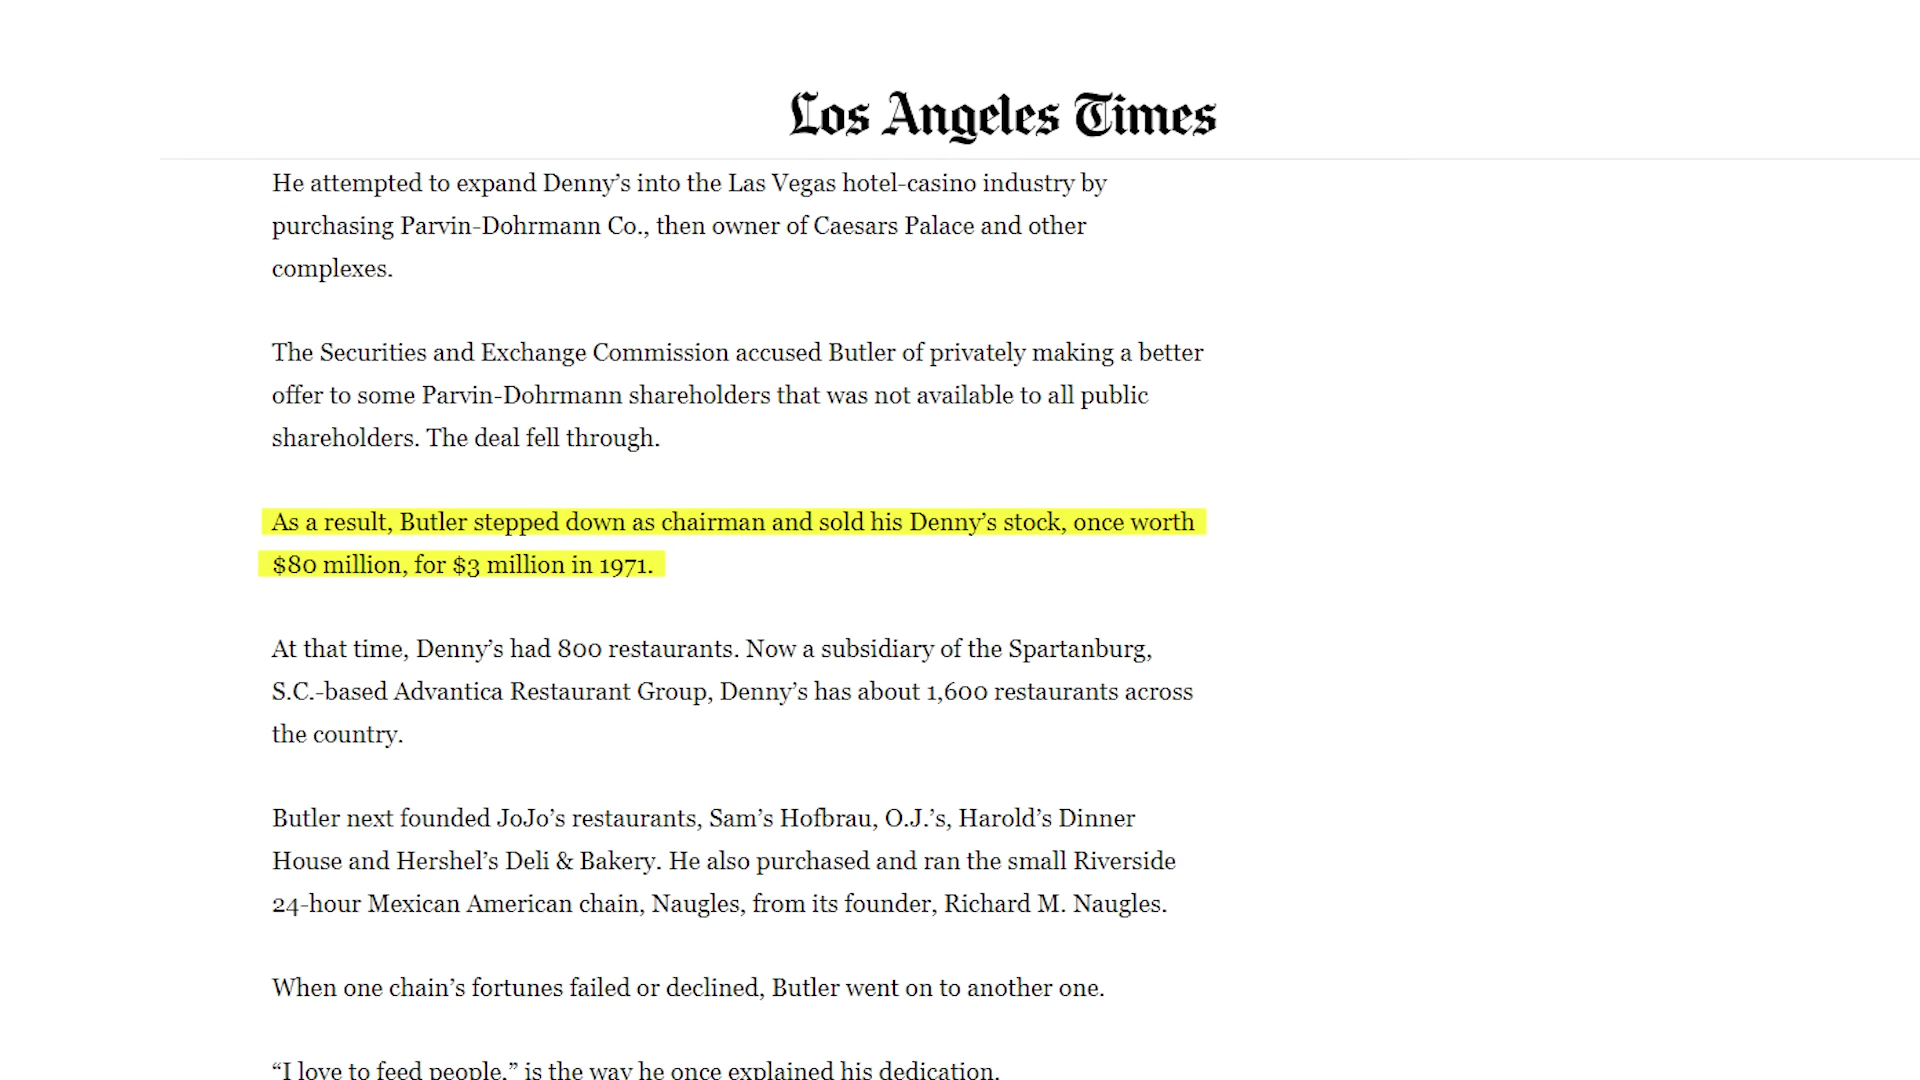 Los Angeles Times
He attempted to expand Denny’s into the Las Vegas hotel-casino industry by
purchasing Parvin-Dohrmann Co., then owner of Caesars Palace and other
complexes.
The Securities and Exchange Commission accused Butler of privately making a better
offer to some Parvin-Dohrmann shareholders that was not available to all public
shareholders. The deal fell through.
As a result, Butler stepped down as chairman and sold his Denny’s stock, once worth
$80 million, for $3 million in 1971.
At that time, Denny’s had 800 restaurants. Now a subsidiary of the Spartanburg,
S.C.-based Advantica Restaurant Group, Denny’s has about 1,600 restaurants across
the country.
Butler next founded JoJo’s restaurants, Sam’s Hofbrau, O.J.’s, Harold’s Dinner
House and Hershel’s Deli & Bakery. He also purchased and ran the small Riverside
24-hour Mexican American chain, Naugles, from its founder, Richard M. Naugles.
When one chain’s fortunes failed or declined, Butler went on to another one.
“I love to feed people,” is the way he once explained his dedication.